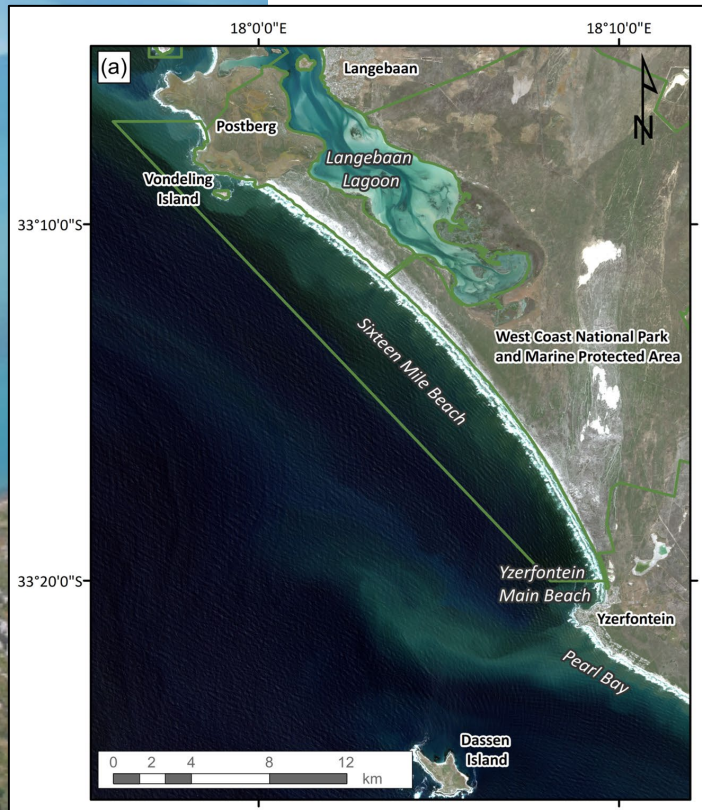 18°0'0"E
18°10'0"E
(a)
Langebaan
Postberg
Langebaan
Lagoon
Vondeling
Island
33°10'0"S
West Coast National Park
and Marine Protected Area
Sixteen Mile Beach
33°20'0"S
Yzerfontein
Main Beach
Yzerfontein
Pearl Bay
Dassen
Island
0 2 4 8 12
km
N